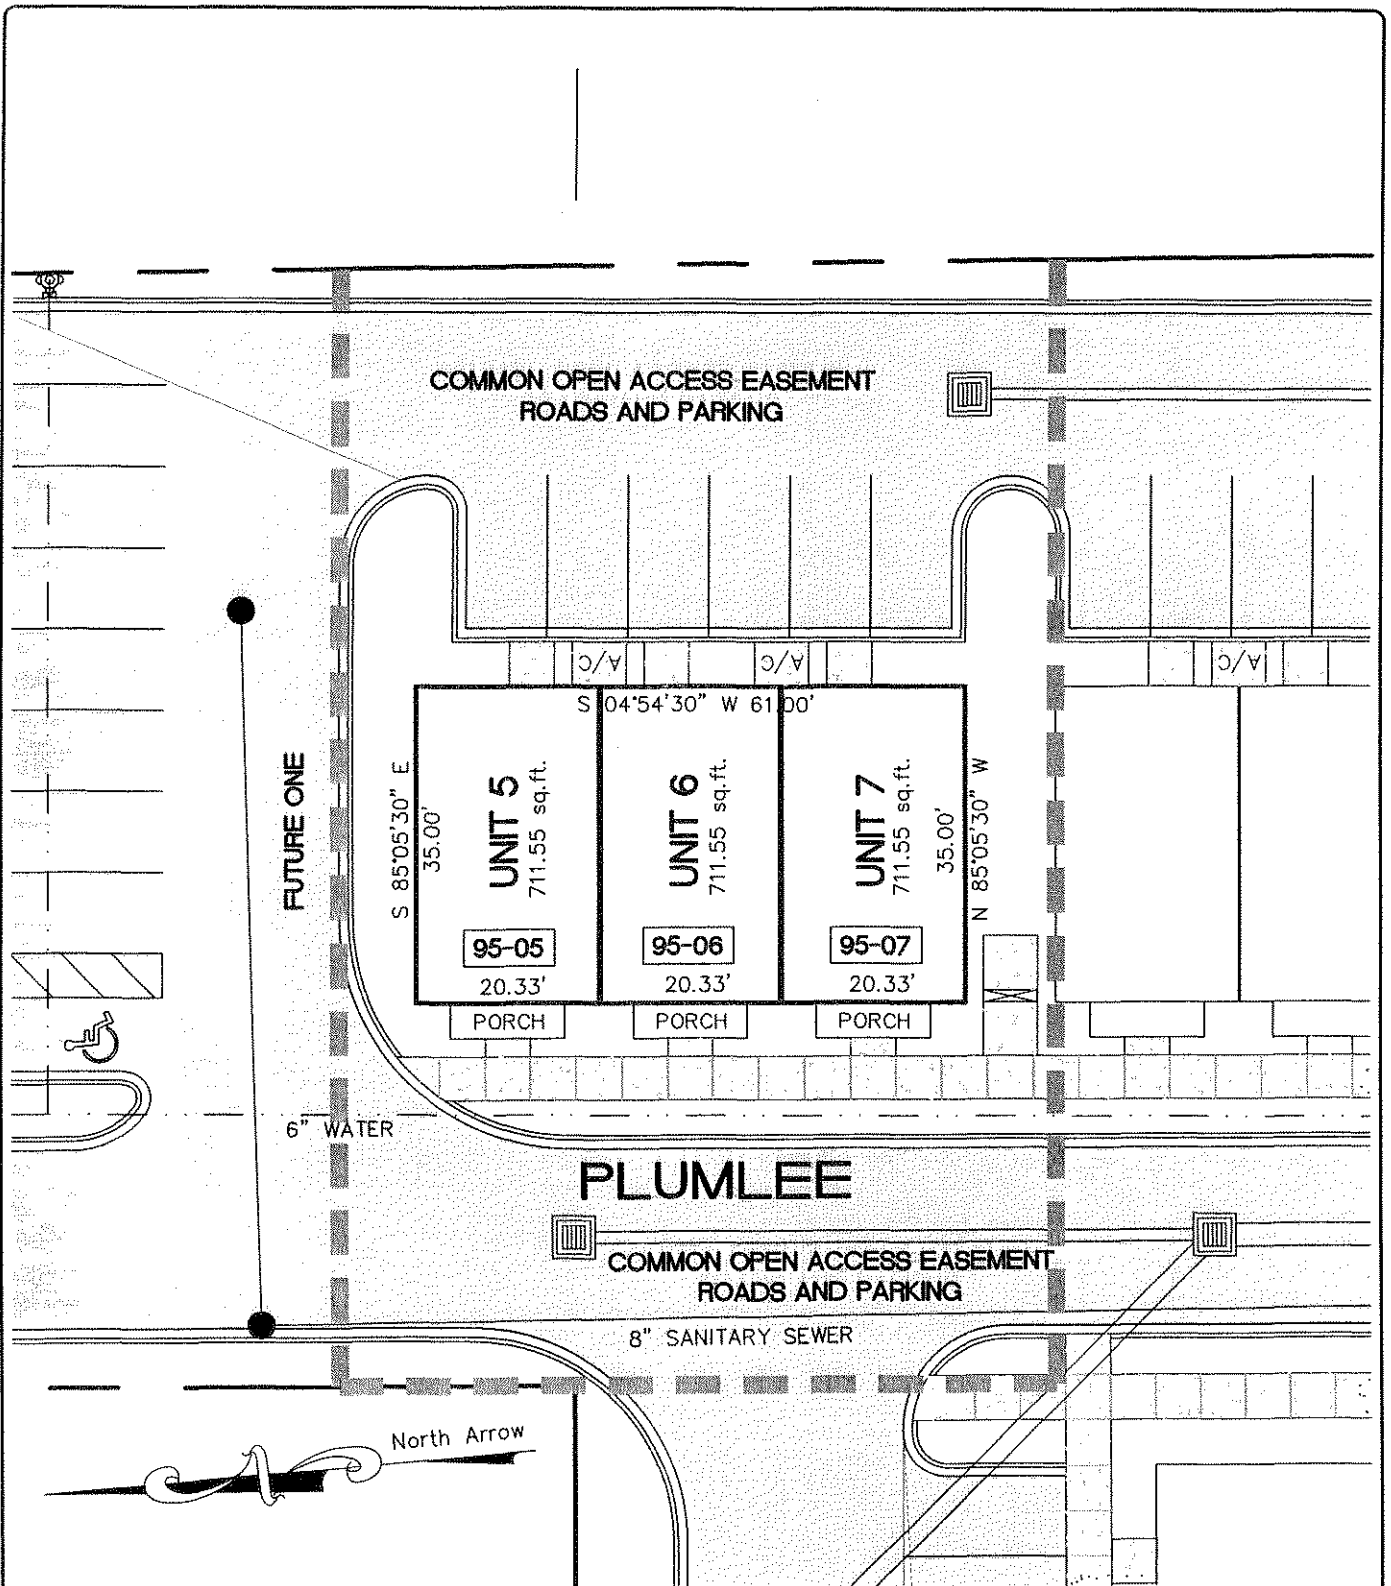 COMMON OPEN ACCESS EASEMENT
ROADS AND PARKING
A/C
A/C
A/C
S 04°54'30" W 61.00'
FUTURE ONE
S 85°05'30" E
35.00'
UNIT 5
711.55 sq.ft.
95-05
20.33'
PORCH
UNIT 6
711.55 sq.ft.
95-06
20.33'
PORCH
UNIT 7
711.55 sq.ft.
95-07
20.33'
PORCH
35.00'
N 85°05'30" W
6" WATER
PLUMLEE
COMMON OPEN ACCESS EASEMENT
ROADS AND PARKING
8" SANITARY SEWER
North Arrow
N